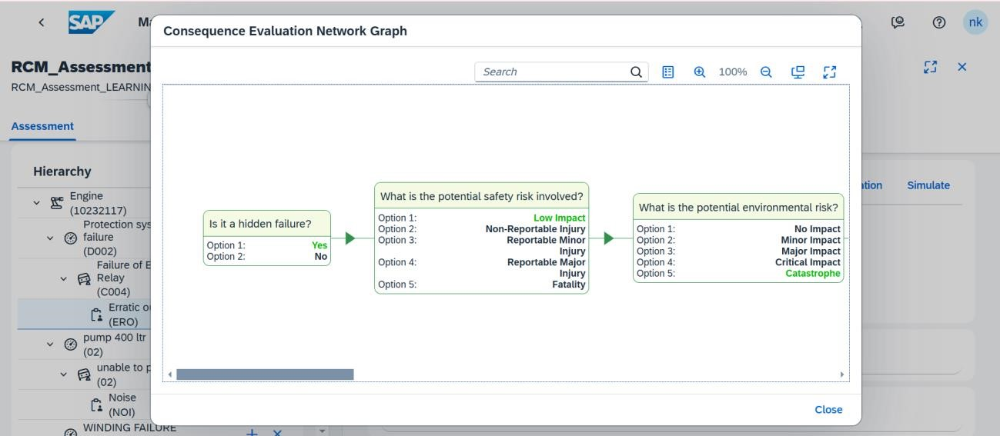 SAP
nk
RCM_Assessment
RCM_Assessment_LEARNIN
Assessment
Hierarchy
Engine
(10232117)
Protection sys
failure
(D002)
Failure of E
Relay
(C004)
Erratic o
(ERO)
pump 400 ltr
(02)
unable to p
(02)
Noise
(NOI)
WINDING FAILURE
Simulate
Consequence Evaluation Network Graph
Search
100%
Is it a hidden failure?
Option 1: Yes
Option 2: No
What is the potential safety risk involved?
Option 1: Low Impact
Option 2: Non-Reportable Injury
Option 3: Reportable Minor
Injury
Option 4: Reportable Major
Injury
Option 5: Fatality
What is the potential environmental risk?
Option 1: No Impact
Option 2: Minor Impact
Option 3: Major Impact
Option 4: Critical Impact
Option 5: Catastrophe
Close